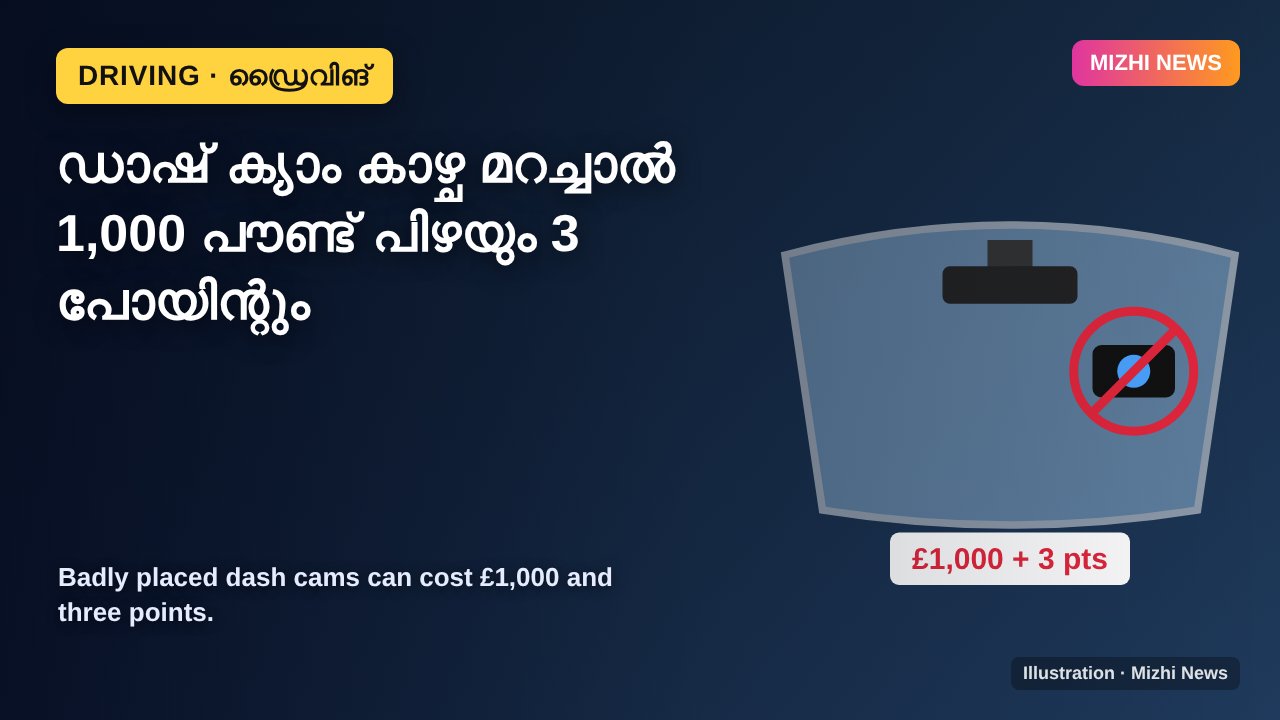 DRIVING · ഡ്രൈവിങ്
MIZHI NEWS
ഡാഷ് ക്യാം കാഴ്ച മറച്ചാൽ
1,000 പൗണ്ട് പിഴയും 3
പോയിന്റും
£1,000 + 3 pts
Badly placed dash cams can cost £1,000 and
three points.
Illustration · Mizhi News